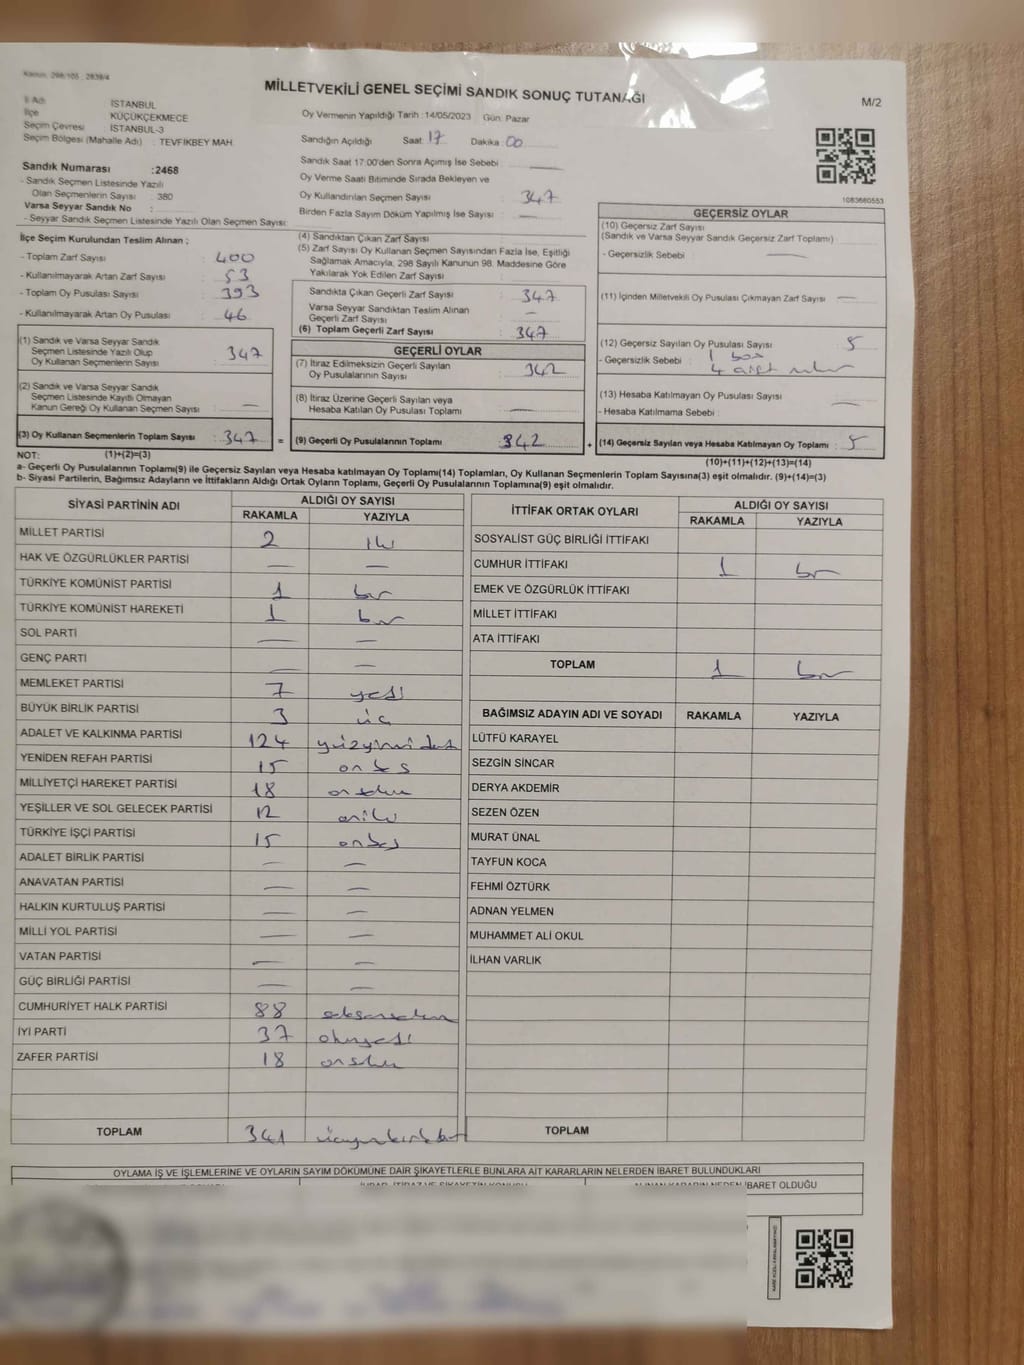 Kanun: 298/105 ; 2839/4
MİLLETVEKİLİ GENEL SEÇİMİ SANDIK SONUÇ TUTANAĞI
M/2
İl Adı : İSTANBUL
İlçe : KÜÇÜKÇEKMECE
Seçim Çevresi : İSTANBUL-3
Seçim Bölgesi (Mahalle Adı) : TEVFİKBEY MAH.
Sandık Numarası :2468
- Sandık Seçmen Listesinde Yazılı
Olan Seçmenlerin Sayısı : 380
Varsa Seyyar Sandık No :
- Seyyar Sandık Seçmen Listesinde Yazılı Olan Seçmen Sayısı:
Oy Vermenin Yapıldığı Tarih :14/05/2023 Gün: Pazar
Sandığın Açıldığı Saat: 17 Dakika: 00
Sandık Saat 17:00'den Sonra Açımış İse Sebebi : —
Oy Verme Saati Bitiminde Sırada Bekleyen ve
Oy Kullandırılan Seçmen Sayısı : 347
Birden Fazla Sayım Döküm Yapılmış İse Sayısı : —
1083680553
İlçe Seçim Kurulundan Teslim Alınan ;
- Toplam Zarf Sayısı : 400
- Kullanılmayarak Artan Zarf Sayısı : 53
- Toplam Oy Pusulası Sayısı : 393
- Kullanılmayarak Artan Oy Pusulası : 46
(1) Sandık ve Varsa Seyyar Sandık
Seçmen Listesinde Yazılı Olup
Oy Kullanan Seçmenlerin Sayısı : 347
(2) Sandık ve Varsa Seyyar Sandık
Seçmen Listesinde Kayıtlı Olmayan
Kanun Gereği Oy Kullanan Seçmen Sayısı : —
(3) Oy Kullanan Seçmenlerin Toplam Sayısı : 347 =
(4) Sandıktan Çıkan Zarf Sayısı :
(5) Zarf Sayısı Oy Kullanan Seçmen Sayısından Fazla İse, Eşitliği
Sağlamak Amacıyla, 298 Sayılı Kanunun 98. Maddesine Göre
Yakılarak Yok Edilen Zarf Sayısı :
Sandıkta Çıkan Geçerli Zarf Sayısı : 347
Varsa Seyyar Sandıktan Teslim Alınan
Geçerli Zarf Sayısı : —
(6) Toplam Geçerli Zarf Sayısı : 347
GEÇERLİ OYLAR
(7) İtiraz Edilmeksizin Geçerli Sayılan
Oy Pusulalarının Sayısı : 342
(8) İtiraz Üzerine Geçerli Sayılan veya
Hesaba Katılan Oy Pusulası Toplamı : —
(9) Geçerli Oy Pusulalarının Toplamı : 342 +
GEÇERSİZ OYLAR
(10) Geçersiz Zarf Sayısı :
(Sandık ve Varsa Seyyar Sandık Geçersiz Zarf Toplamı)
- Geçersizlik Sebebi : —
(11) İçinden Milletvekili Oy Pusulası Çıkmayan Zarf Sayısı : —
(12) Geçersiz Sayılan Oy Pusulası Sayısı : 5
- Geçersizlik Sebebi : 1 boş
4
(13) Hesaba Katılmayan Oy Pusulası Sayısı : —
- Hesaba Katılmama Sebebi :
(14) Geçersiz Sayılan veya Hesaba Katılmayan Oy Toplamı : 5
NOT: (1)+(2)=(3)
(10)+(11)+(12)+(13)=(14)
a- Geçerli Oy Pusulalarının Toplamı(9) ile Geçersiz Sayılan veya Hesaba katılmayan Oy Toplamı(14) Toplamları, Oy Kullanan Seçmenlerin Toplam Sayısına(3) eşit olmalıdır. (9)+(14)=(3)
b- Siyasi Partilerin, Bağımsız Adayların ve İttifakların Aldığı Ortak Oyların Toplamı, Geçerli Oy Pusulalarının Toplamına(9) eşit olmalıdır.
SİYASİ PARTİNİN ADI
ALDIĞI OY SAYISI
RAKAMLA YAZIYLA
MİLLET PARTİSİ 2 iki
HAK VE ÖZGÜRLÜKLER PARTİSİ — —
TÜRKİYE KOMÜNİST PARTİSİ 1 bir
TÜRKİYE KOMÜNİST HAREKETİ 1 bir
SOL PARTİ — —
GENÇ PARTİ — —
MEMLEKET PARTİSİ 7 yedi
BÜYÜK BİRLİK PARTİSİ 3 üç
ADALET VE KALKINMA PARTİSİ 124 yüzyirmidört
YENİDEN REFAH PARTİSİ 15 onbeş
MİLLİYETÇİ HAREKET PARTİSİ 18 onsekiz
YEŞİLLER VE SOL GELECEK PARTİSİ 12 oniki
TÜRKİYE İŞÇİ PARTİSİ 15 onbeş
ADALET BİRLİK PARTİSİ — —
ANAVATAN PARTİSİ — —
HALKIN KURTULUŞ PARTİSİ — —
MİLLİ YOL PARTİSİ — —
VATAN PARTİSİ — —
GÜÇ BİRLİĞİ PARTİSİ — —
CUMHURİYET HALK PARTİSİ 88 seksensekiz
İYİ PARTİ 37 otuzyedi
ZAFER PARTİSİ 18 onsekiz
TOPLAM 341 üçyüzkırkbir
İTTİFAK ORTAK OYLARI
ALDIĞI OY SAYISI
RAKAMLA YAZIYLA
SOSYALİST GÜÇ BİRLİĞİ İTTİFAKI
CUMHUR İTTİFAKI 1 bir
EMEK VE ÖZGÜRLÜK İTTİFAKI
MİLLET İTTİFAKI
ATA İTTİFAKI
TOPLAM 1 bir
BAĞIMSIZ ADAYIN ADI VE SOYADI RAKAMLA YAZIYLA
LÜTFÜ KARAYEL
SEZGİN SİNCAR
DERYA AKDEMİR
SEZEN ÖZEN
MURAT ÜNAL
TAYFUN KOCA
FEHMİ ÖZTÜRK
ADNAN YELMEN
MUHAMMET ALİ OKUL
İLHAN VARLIK
TOPLAM
OYLAMA İŞ VE İŞLEMLERİNE VE OYLARIN SAYIM DÖKÜMÜNE DAİR ŞİKAYETLERLE BUNLARA AİT KARARLARIN NELERDEN İBARET BULUNDUKLARI
İHBAR, İTİRAZ VE ŞİKAYETİN KONUSU
ALINAN KARARIN NEDEN İBARET OLDUĞU